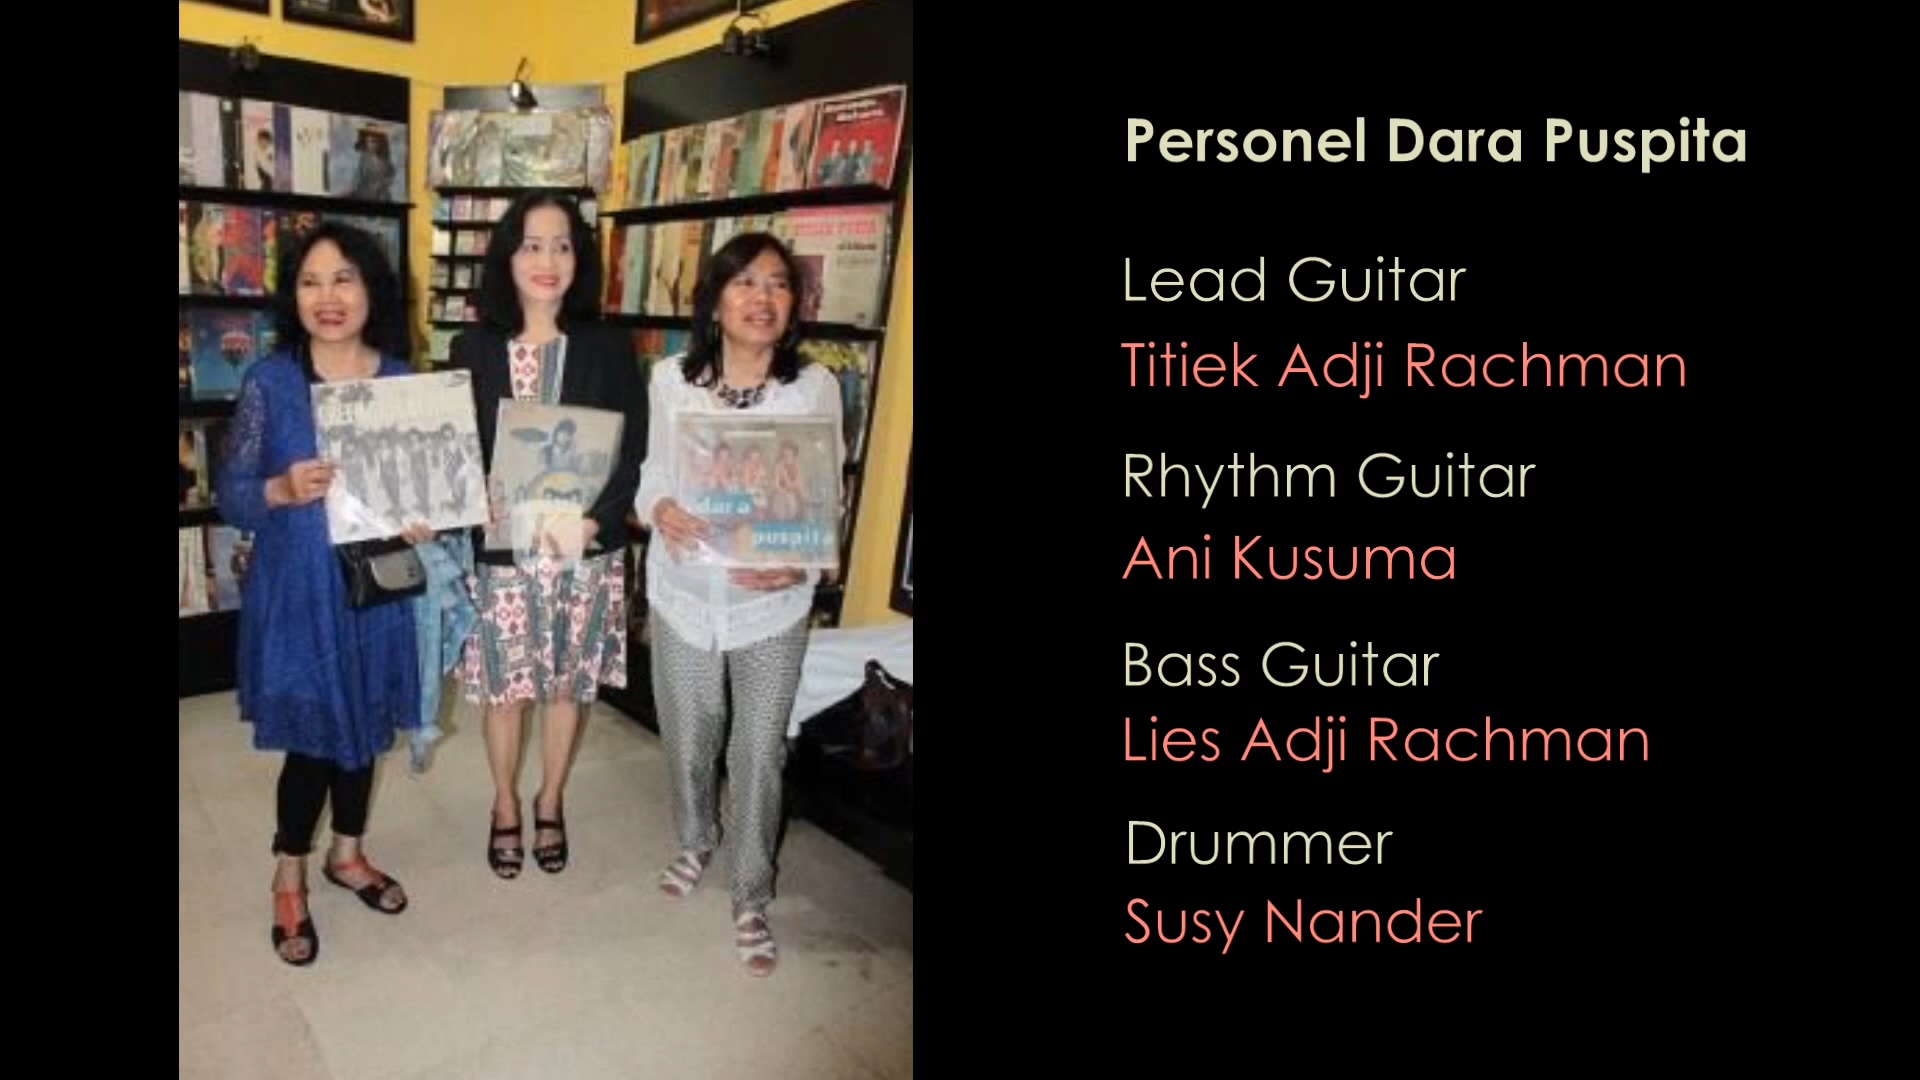 Personel Dara Puspita
Lead Guitar
Titiek Adji Rachman
Rhythm Guitar
Ani Kusuma
Bass Guitar
Lies Adji Rachman
Drummer
Susy Nander
dara
puspita